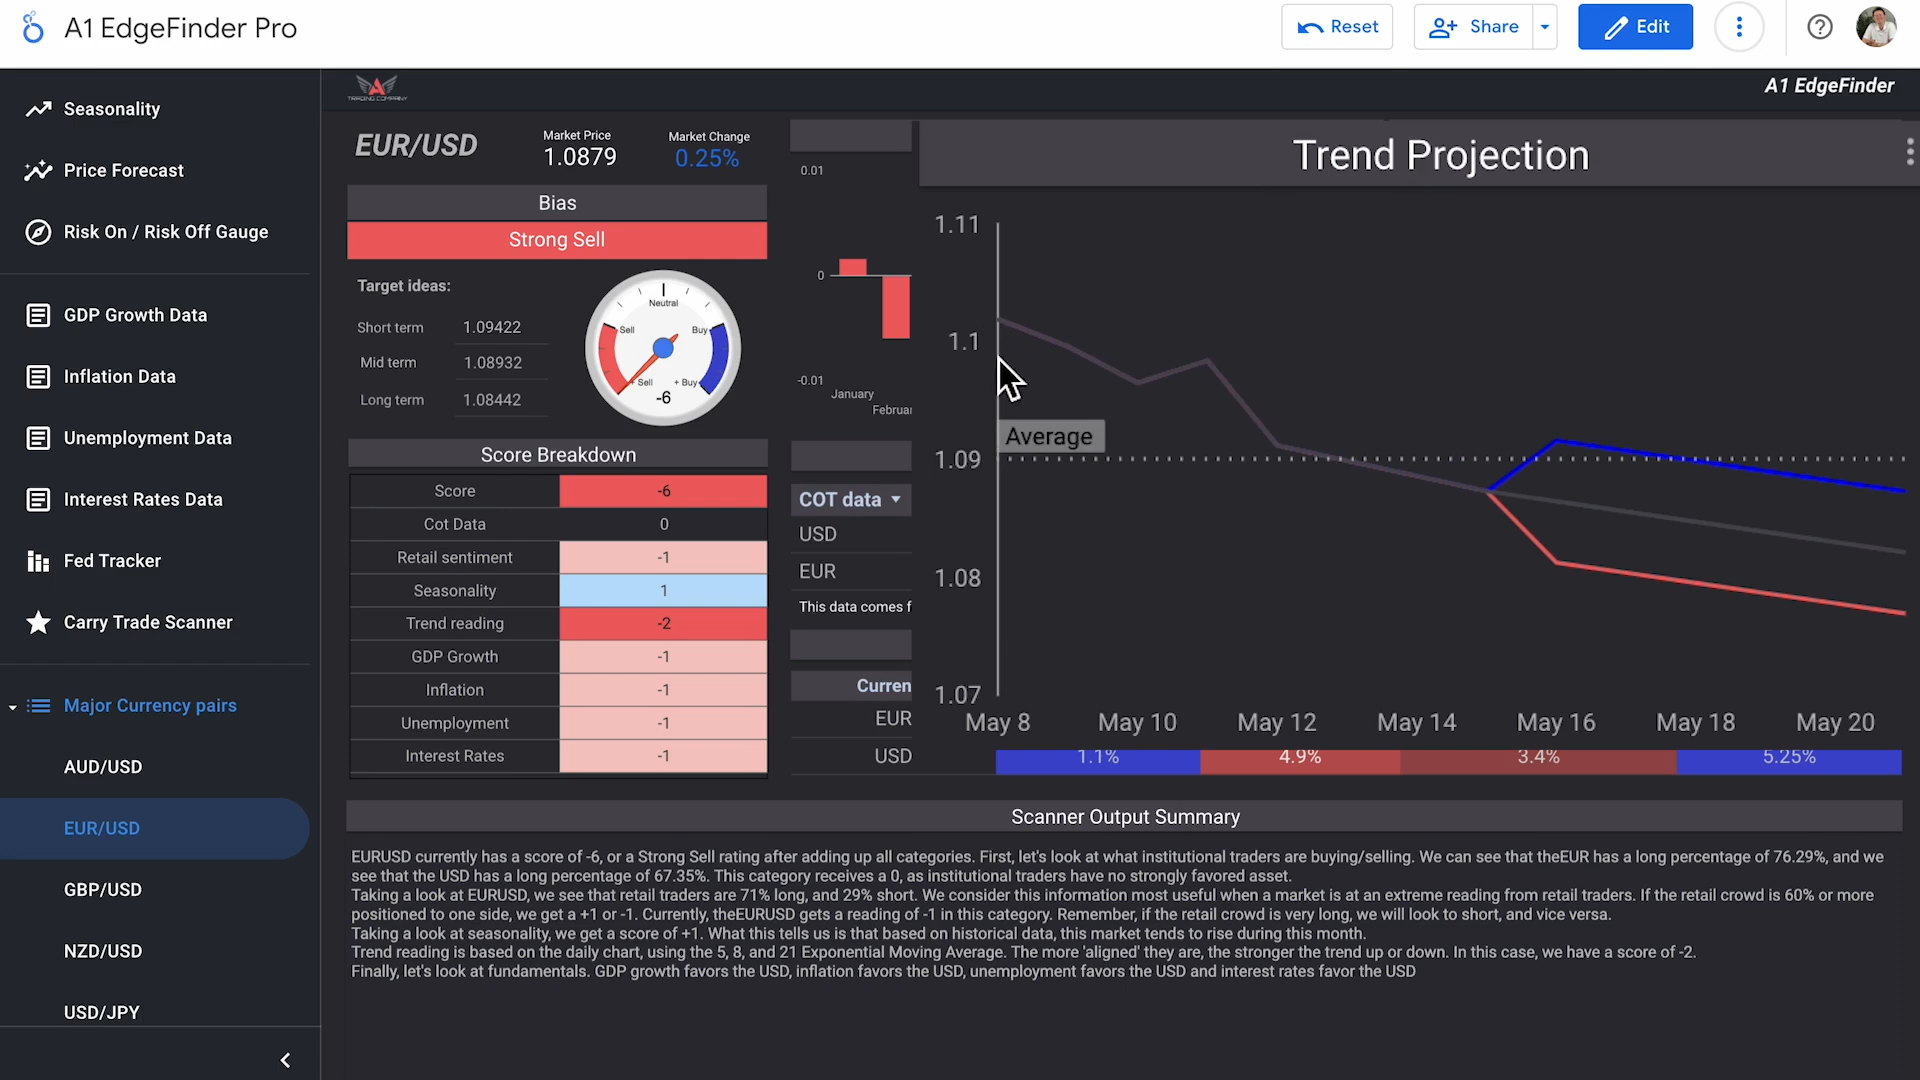 A1 EdgeFinder Pro
Reset
Share
Edit
Seasonality
Price Forecast
Risk On / Risk Off Gauge
GDP Growth Data
Inflation Data
Unemployment Data
Interest Rates Data
Fed Tracker
Carry Trade Scanner
Major Currency pairs
AUD/USD
EUR/USD
GBP/USD
NZD/USD
USD/JPY
A
TRADING COMPANY
A1 EdgeFinder
EUR/USD
Market Price
1.0879
Market Change
0.25%
Bias
Strong Sell
Target ideas:
Short term 1.09422
Mid term 1.08932
Long term 1.08442
Neutral
Sell
Buy
+ Sell
+ Buy
-6
Score Breakdown
Score -6
Cot Data 0
Retail sentiment -1
Seasonality 1
Trend reading -2
GDP Growth -1
Inflation -1
Unemployment -1
Interest Rates -1
0.01
0
-0.01
January
Februar
COT data
USD
EUR
This data comes f
Curren
EUR
USD
Trend Projection
1.11
1.1
1.09
1.08
1.07
Average
May 8 May 10 May 12 May 14 May 16 May 18 May 20
1.1% 4.9% 3.4% 5.25%
Scanner Output Summary
EURUSD currently has a score of -6, or a Strong Sell rating after adding up all categories. First, let's look at what institutional traders are buying/selling. We can see that theEUR has a long percentage of 76.29%, and we
see that the USD has a long percentage of 67.35%. This category receives a 0, as institutional traders have no strongly favored asset.
Taking a look at EURUSD, we see that retail traders are 71% long, and 29% short. We consider this information most useful when a market is at an extreme reading from retail traders. If the retail crowd is 60% or more
positioned to one side, we get a +1 or -1. Currently, theEURUSD gets a reading of -1 in this category. Remember, if the retail crowd is very long, we will look to short, and vice versa.
Taking a look at seasonality, we get a score of +1. What this tells us is that based on historical data, this market tends to rise during this month.
Trend reading is based on the daily chart, using the 5, 8, and 21 Exponential Moving Average. The more 'aligned' they are, the stronger the trend up or down. In this case, we have a score of -2.
Finally, let's look at fundamentals. GDP growth favors the USD, inflation favors the USD, unemployment favors the USD and interest rates favor the USD